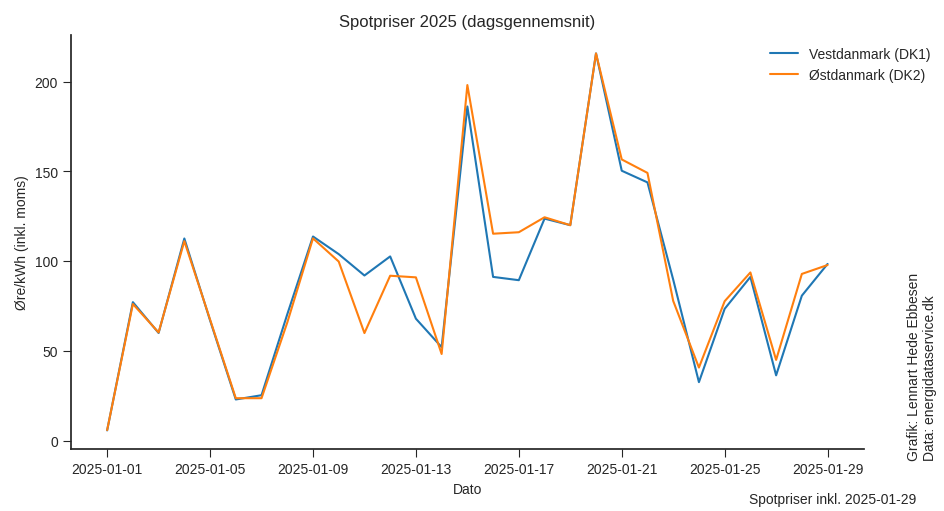 Spotpriser 2025 (dagsgennemsnit)
Vestdanmark (DK1)
Østdanmark (DK2)
Øre/kWh (inkl. moms)
200
150
100
50
0
2025-01-01 2025-01-05 2025-01-09 2025-01-13 2025-01-17 2025-01-21 2025-01-25 2025-01-29
Dato
Grafik: Lennart Hede Ebbesen
Data: energidataservice.dk
Spotpriser inkl. 2025-01-29